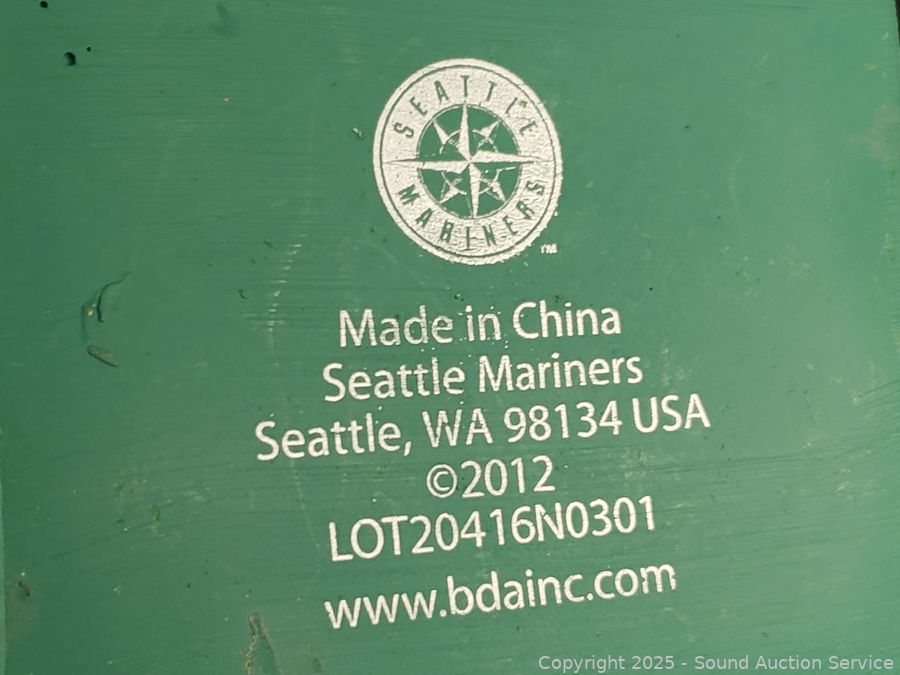 SEATTLE
MARINERS
TM
Made in China
Seattle Mariners
Seattle, WA 98134 USA
©2012
LOT20416N0301
www.bdainc.com
Copyright 2025 - Sound Auction Service